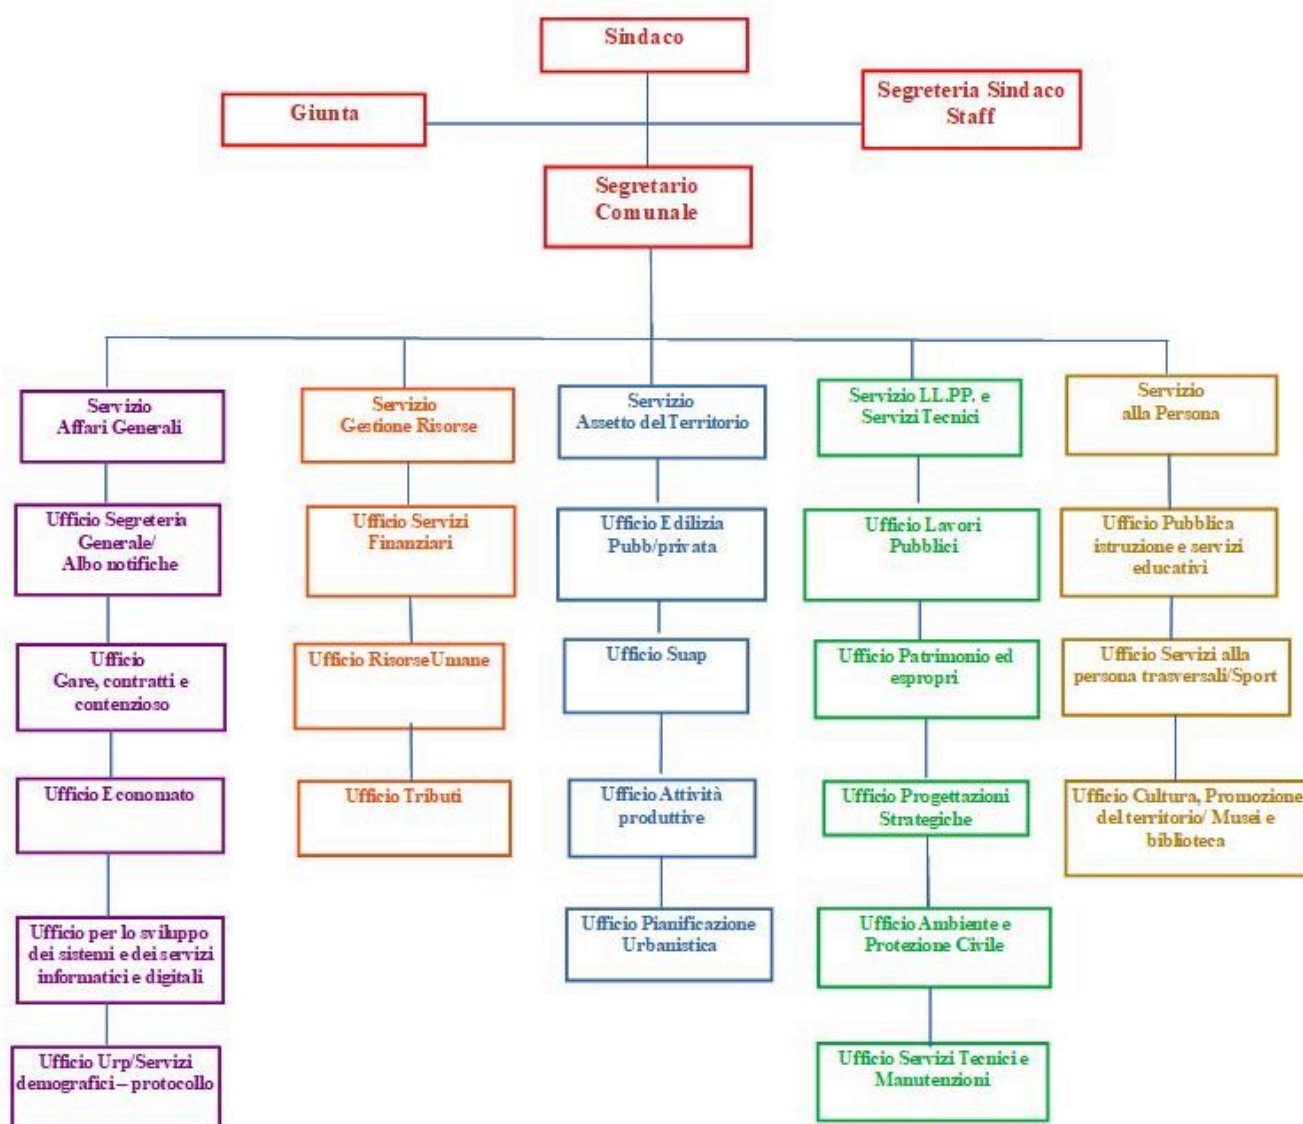 Sindaco
Giunta
Segreteria Sindaco
Staff
Segretario
Comunale
Servizio
Affari Generali
Ufficio Segreteria
Generale/
Albo notifiche
Ufficio
Gare, contratti e
contenzioso
Ufficio Economato
Ufficio per lo sviluppo
dei sistemi e dei servizi
informatici e digitali
Ufficio Urp/Servizi
demografici – protocollo
Servizio
Gestione Risorse
Ufficio Servizi
Finanziari
Ufficio Risorse Umane
Ufficio Tributi
Servizio
Assetto del Territorio
Ufficio Edilizia
Pubb/privata
Ufficio Suap
Ufficio Attività
produttive
Ufficio Pianificazione
Urbanistica
Servizio LL.PP. e
Servizi Tecnici
Ufficio Lavori
Pubblici
Ufficio Patrimonio ed
espropri
Ufficio Progettazioni
Strategiche
Ufficio Ambiente e
Protezione Civile
Ufficio Servizi Tecnici e
Manutenzioni
Servizio
alla Persona
Ufficio Pubblica
istruzione e servizi
educativi
Ufficio Servizi alla
persona trasversali/Sport
Ufficio Cultura, Promozione
del territorio/ Musei e
biblioteca